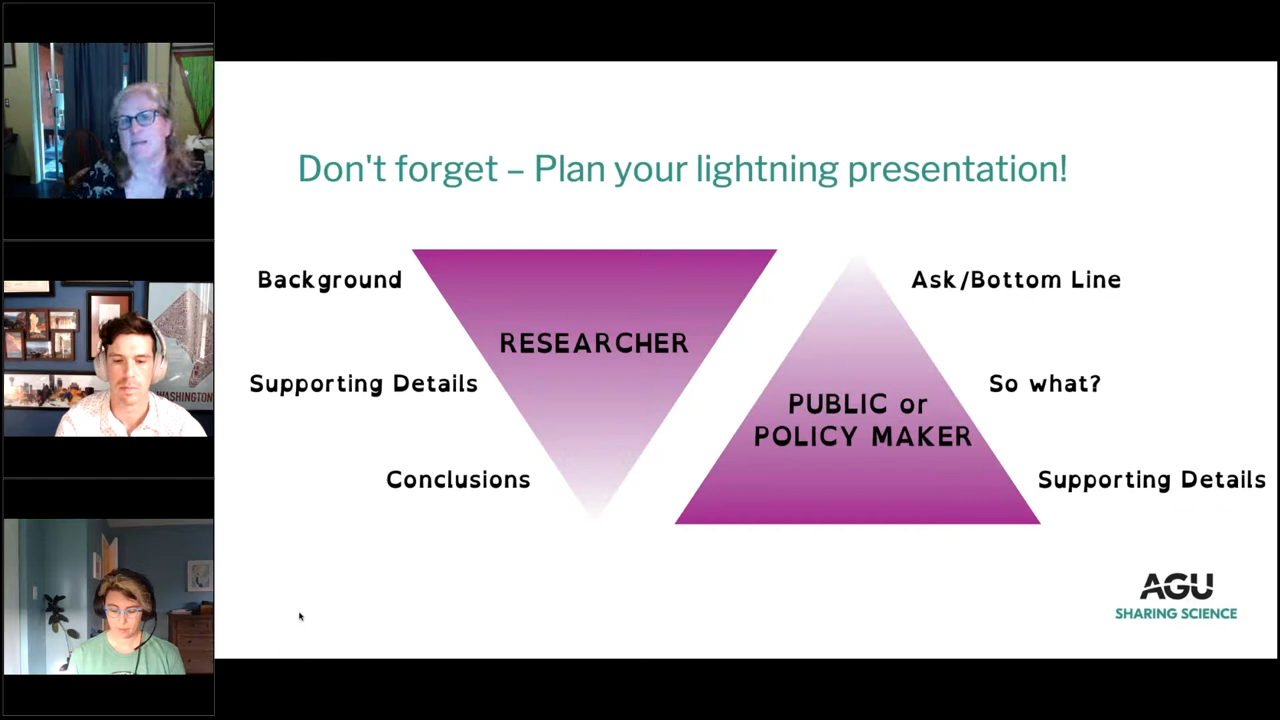 Don't forget – Plan your lightning presentation!
Background
Supporting Details
Conclusions
RESEARCHER
PUBLIC or
POLICY MAKER
Ask/Bottom Line
So what?
Supporting Details
AGU
SHARING SCIENCE
WASHINGTON